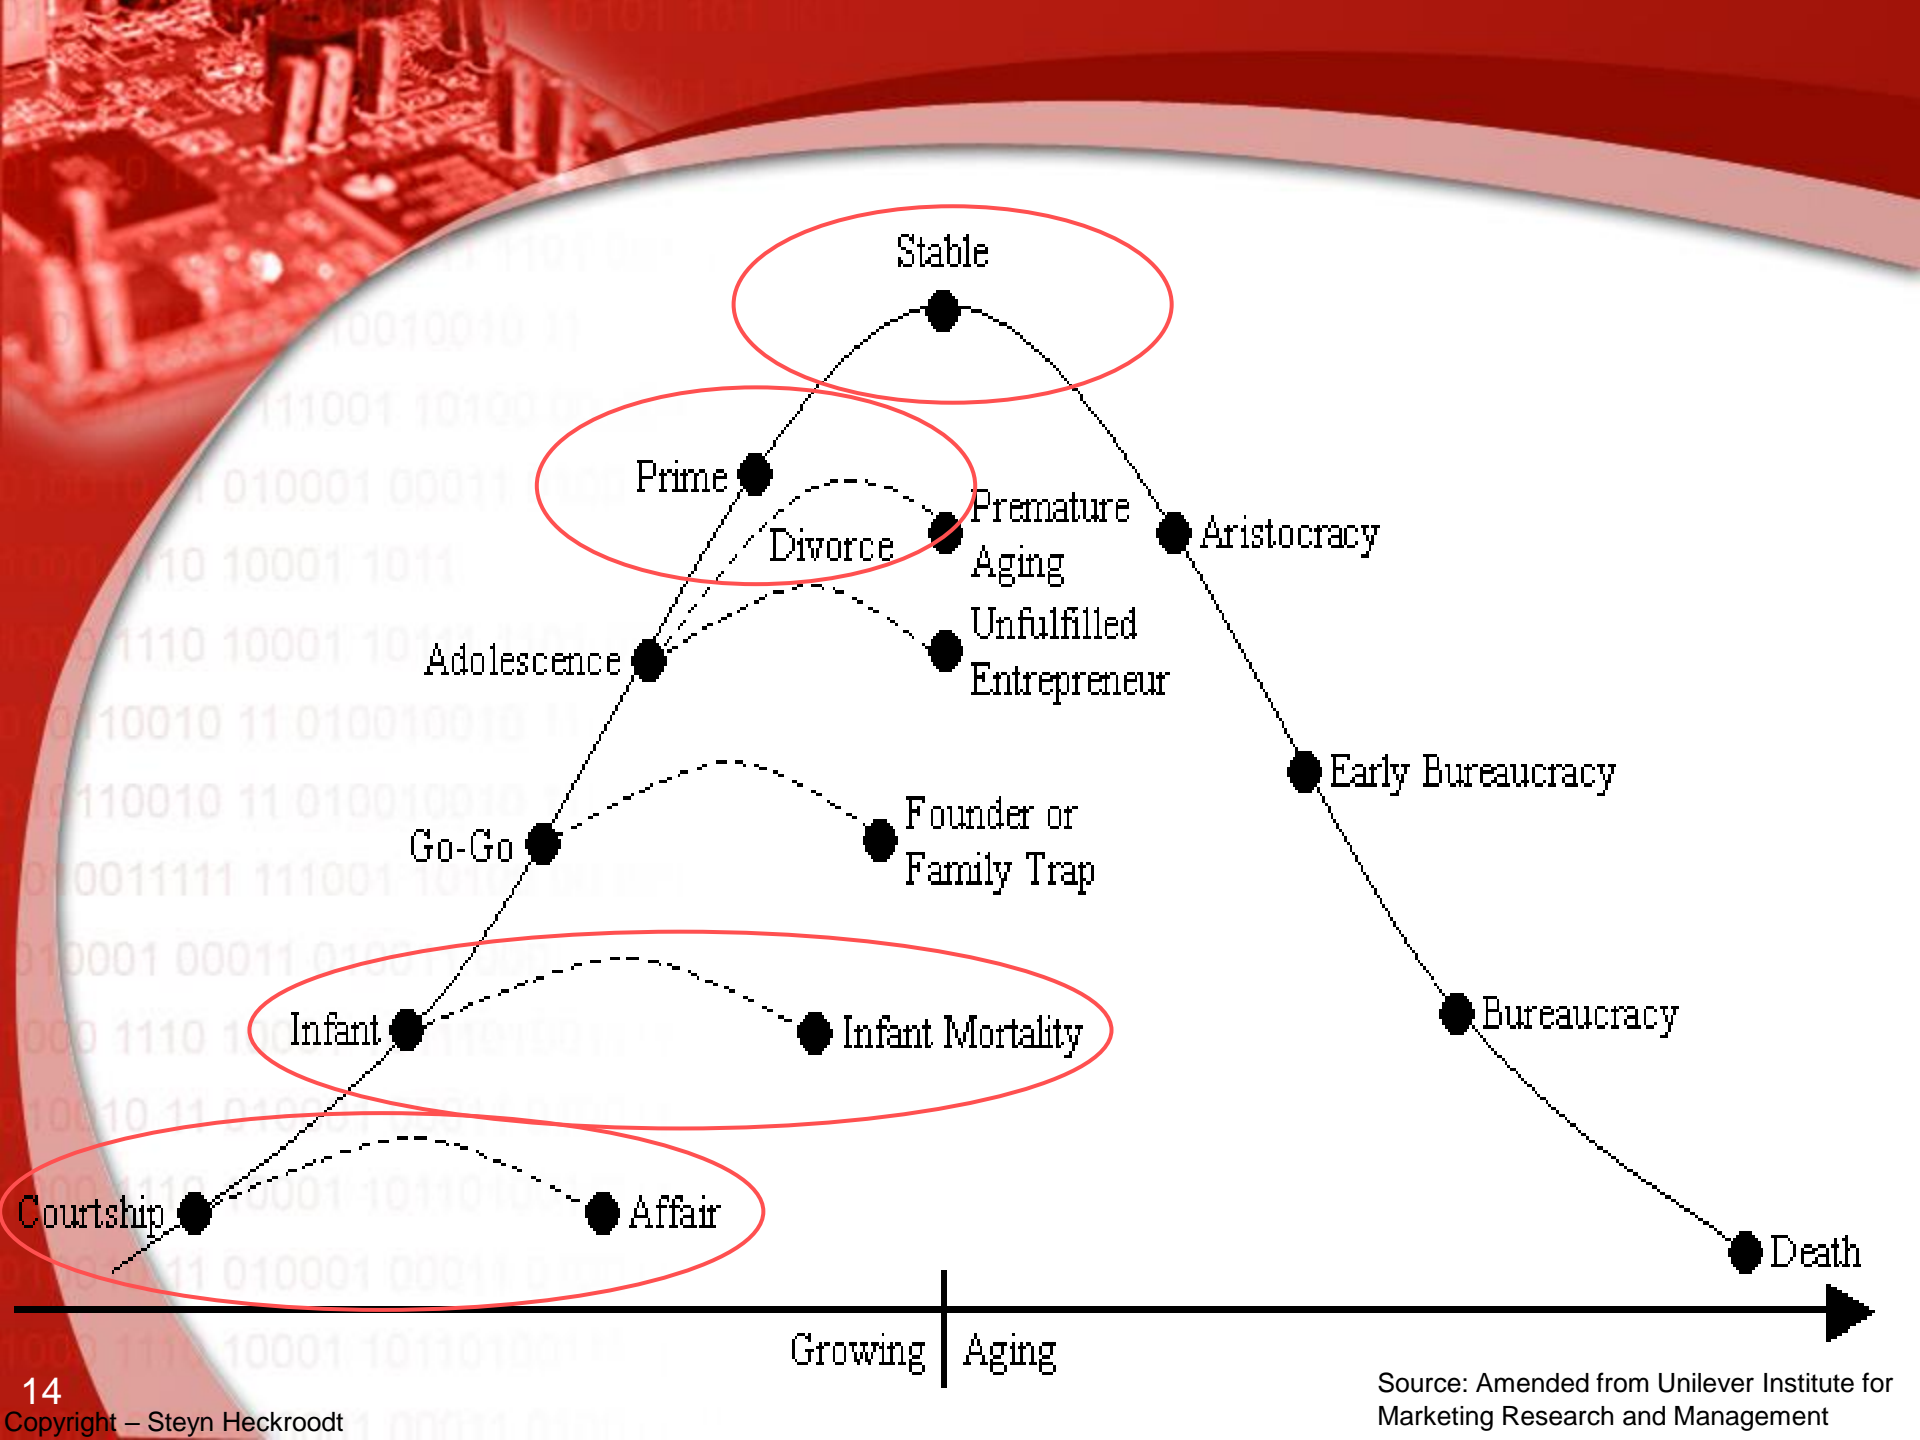 Stable
Prime
Premature
Aging
Divorce
Aristocracy
Unfulfilled
Entrepreneur
Adolescence
Early Bureaucracy
Founder or
Family Trap
Go-Go
Infant
Infant Mortality
Bureaucracy
Courtship
Affair
Death
Growing
Aging
14
Copyright – Steyn Heckroodt
Source: Amended from Unilever Institute for
Marketing Research and Management